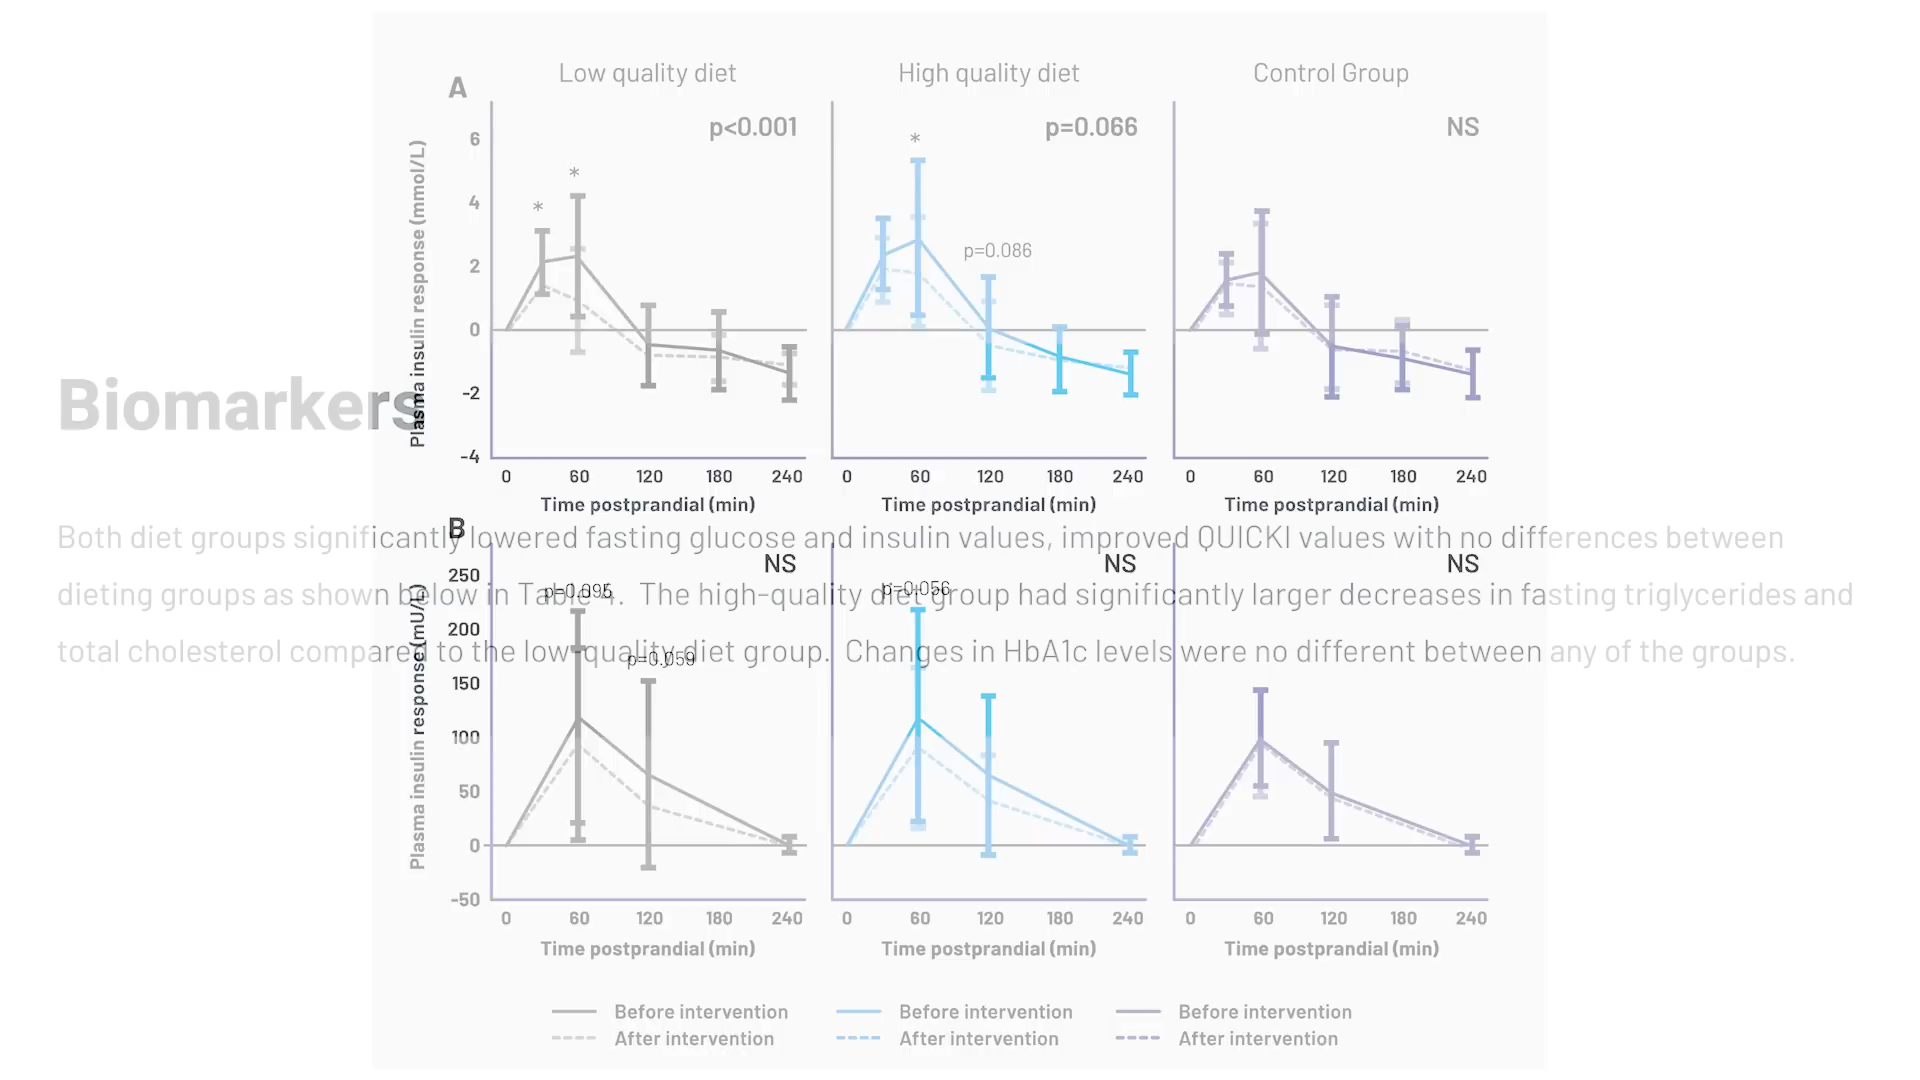 Low quality diet
High quality diet
Control Group
A
p<0.001
p=0.066
NS
Plasma insulin response (mmol/L)
6
4
2
0
-2
-4
*
*
*
p=0.086
0 60 120 180 240
0 60 120 180 240
0 60 120 180 240
Time postprandial (min)
Time postprandial (min)
Time postprandial (min)
Biomarkers
Both diet groups significantly lowered fasting glucose and insulin values, improved QUICKI values with no differences between
dieting groups as shown below in Table 4. The high-quality diet group had significantly larger decreases in fasting triglycerides and
total cholesterol compared to the low-quality diet group. Changes in HbA1c levels were no different between any of the groups.
B
NS
NS
NS
Plasma insulin response (mU/L)
250
200
150
100
50
0
-50
p=0.095
p=0.059
p=0.056
0 60 120 180 240
0 60 120 180 240
0 60 120 180 240
Time postprandial (min)
Time postprandial (min)
Time postprandial (min)
Before intervention
After intervention
Before intervention
After intervention
Before intervention
After intervention